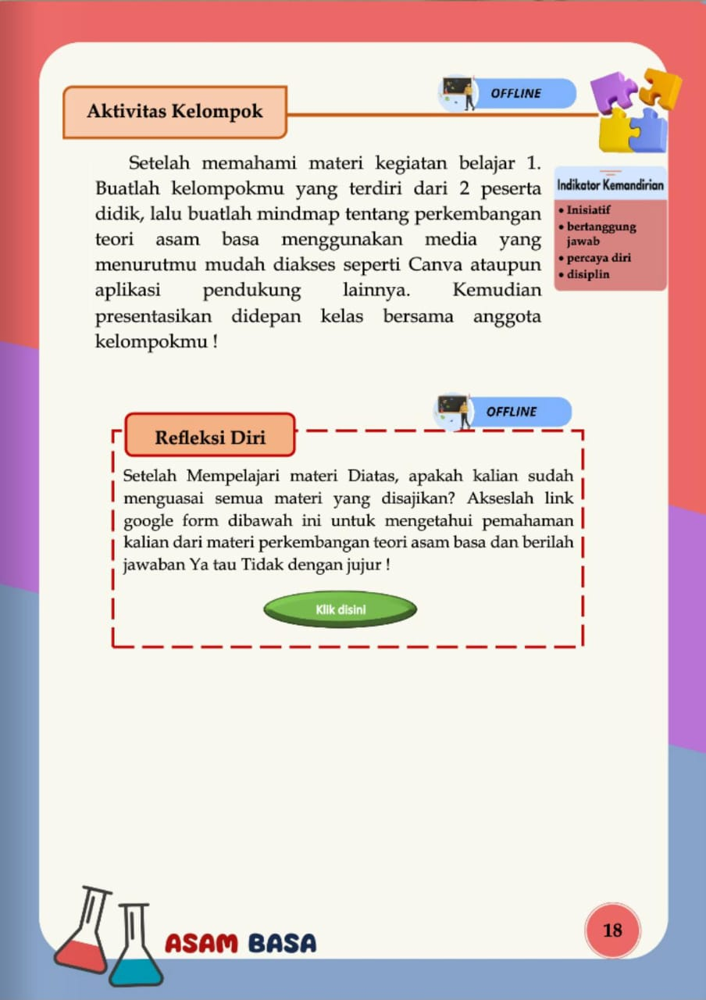 OFFLINE
Aktivitas Kelompok
Setelah memahami materi kegiatan belajar 1.
Buatlah kelompokmu yang terdiri dari 2 peserta
didik, lalu buatlah mindmap tentang perkembangan
teori asam basa menggunakan media yang
menurutmu mudah diakses seperti Canva ataupun
aplikasi pendukung lainnya. Kemudian
presentasikan didepan kelas bersama anggota
kelompokmu !
Indikator Kemandirian
• Inisiatif
• bertanggung
jawab
• percaya diri
• disiplin
OFFLINE
Refleksi Diri
Setelah Mempelajari materi Diatas, apakah kalian sudah
menguasai semua materi yang disajikan? Akseslah link
google form dibawah ini untuk mengetahui pemahaman
kalian dari materi perkembangan teori asam basa dan berilah
jawaban Ya tau Tidak dengan jujur !
Klik disini
ASAM BASA
18